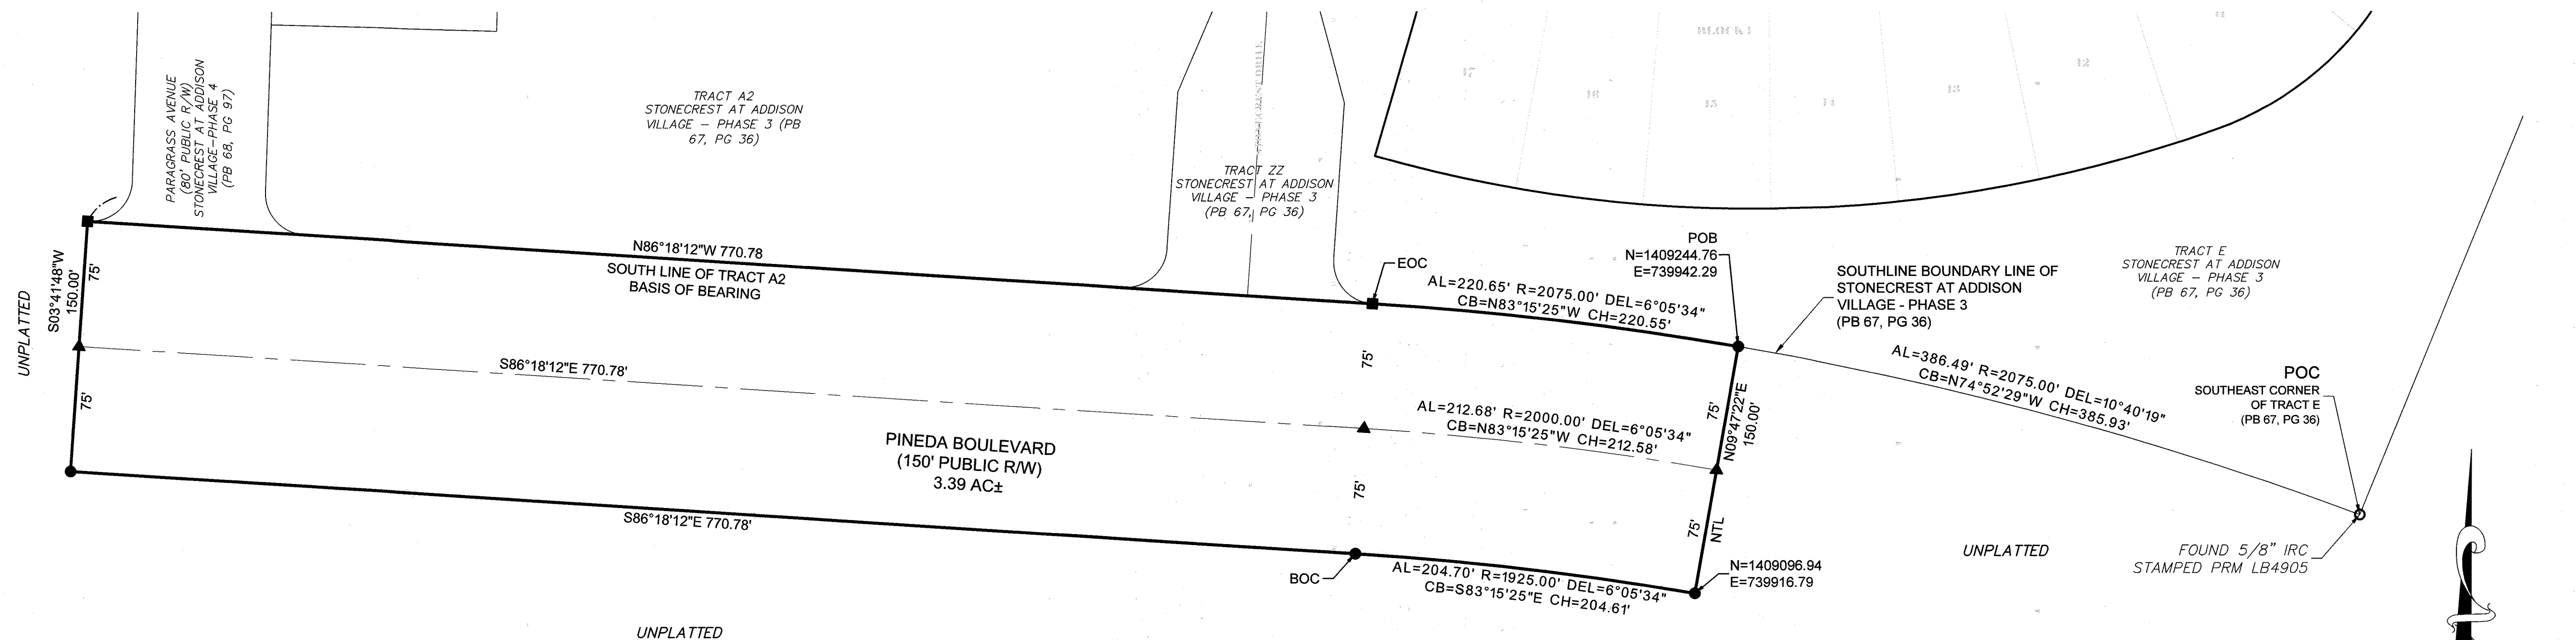 PARAGRASS AVENUE
(80' PUBLIC R/W)
STONECREST AT ADDISON
VILLAGE-PHASE 4
(PB 68, PG 97)
TRACT A2
STONECREST AT ADDISON
VILLAGE - PHASE 3 (PB
67, PG 36)
TRACT ZZ
STONECREST AT ADDISON
VILLAGE - PHASE 3
(PB 67, PG 36)
BLOCK I
17
16
15
14
13
12
11
TRACT E
STONECREST AT ADDISON
VILLAGE - PHASE 3
(PB 67, PG 36)
UNPLATTED
S03°41'48"W
150.00'
75'
75'
N86°18'12"W 770.78
SOUTH LINE OF TRACT A2
BASIS OF BEARING
EOC
POB
N=1409244.76
E=739942.29
AL=220.65' R=2075.00' DEL=6°05'34"
CB=N83°15'25"W CH=220.55'
SOUTHLINE BOUNDARY LINE OF
STONECREST AT ADDISON
VILLAGE - PHASE 3
(PB 67, PG 36)
AL=386.49' R=2075.00' DEL=10°40'19"
CB=N74°52'29"W CH=385.93'
POC
SOUTHEAST CORNER
OF TRACT E
(PB 67, PG 36)
S86°18'12"E 770.78'
75'
AL=212.68' R=2000.00' DEL=6°05'34"
CB=N83°15'25"W CH=212.58'
75'
N09°47'22"E
150.00'
PINEDA BOULEVARD
(150' PUBLIC R/W)
3.39 AC±
75'
75'
NTL
S86°18'12"E 770.78'
BOC
AL=204.70' R=1925.00' DEL=6°05'34"
CB=S83°15'25"E CH=204.61'
N=1409096.94
E=739916.79
UNPLATTED
FOUND 5/8" IRC
STAMPED PRM LB4905
UNPLATTED